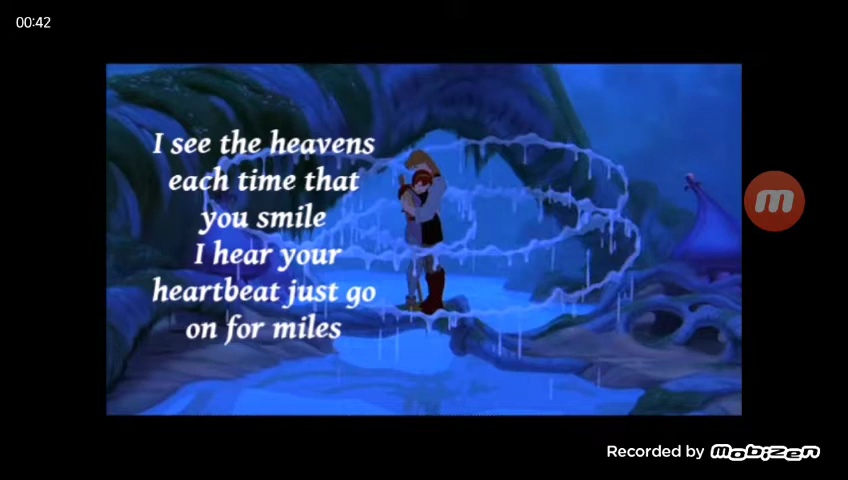 00:42
I see the heavens
each time that
you smile
I hear your
heartbeat just go
on for miles
Recorded by mobizen